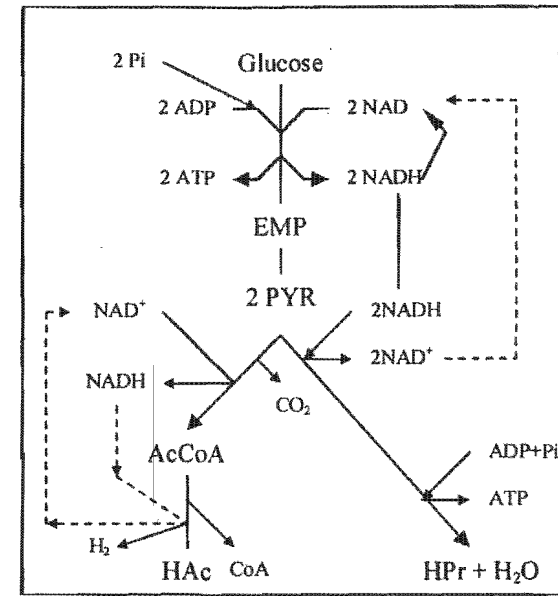 2 Pi
Glucose
2 ADP
2 NAD
2 ATP
2 NADH
EMP
2 PYR
NAD⁺
2NADH
2NAD⁺
NADH
CO₂
AcCoA
ADP+Pi
ATP
H₂
HAc
CoA
HPr + H₂O